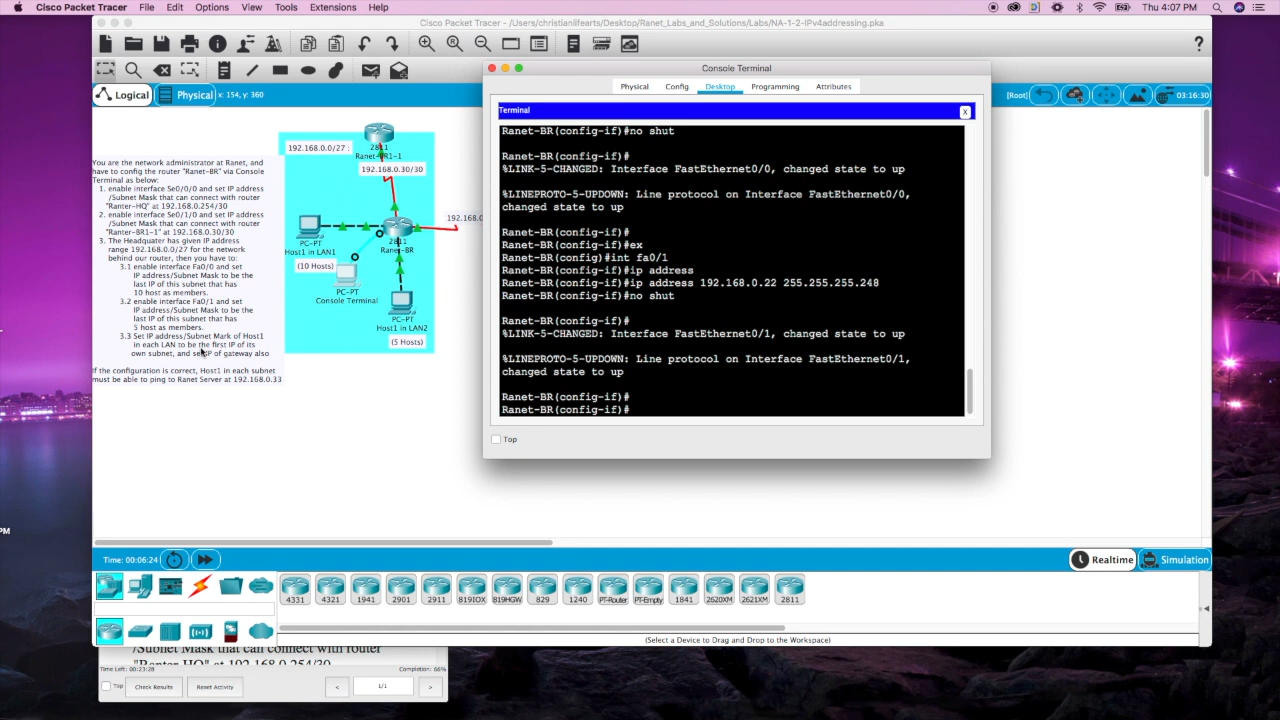 Cisco Packet Tracer File Edit Options View Tools Extensions Help
Thu 4:07 PM
Cisco Packet Tracer - /Users/christianlifearts/Desktop/Ranet_Labs_and_Solutions/Labs/NA-1-2-IPv4addressing.pka
Logical
Physical
x: 154, y: 360
[Root]
03:16:30
You are the network administrator at Ranet, and
have to config the router "Ranet-BR" via Console
Terminal as below:
1. enable interface Se0/0/0 and set IP address
/Subnet Mask that can connect with router
"Ranter-HQ" at 192.168.0.254/30
2. enable interface Se0/1/0 and set IP address
/Subnet Mask that can connect with router
"Ranter-BR1-1" at 192.168.0.30/30
3. The Headquater has given IP address
range 192.168.0.0/27 for the network
behind our router, then you have to:
3.1 enable interface Fa0/0 and set
IP address/Subnet Mask to be the
last IP of this subnet that has
10 host as members.
3.2 enable interface Fa0/1 and set
IP address/Subnet Mask to be the
last IP of this subnet that has
5 host as members.
3.3 Set IP address/Subnet Mark of Host1
in each LAN to be the first IP of its
own subnet, and set IP of gateway also
If the configuration is correct, Host1 in each subnet
must be able to ping to Ranet Server at 192.168.0.33
192.168.0.0/27 :
2811
Ranet-BR1-1
192.168.0.30/30
192.168.0
2811
Ranet-BR
PC-PT
Host1 in LAN1
(10 Hosts)
PC-PT
Console Terminal
PC-PT
Host1 in LAN2
(5 Hosts)
Console Terminal
Physical Config Desktop Programming Attributes
Terminal
X
Ranet-BR(config-if)#no shut
Ranet-BR(config-if)#
%LINK-5-CHANGED: Interface FastEthernet0/0, changed state to up
%LINEPROTO-5-UPDOWN: Line protocol on Interface FastEthernet0/0,
changed state to up
Ranet-BR(config-if)#
Ranet-BR(config-if)#ex
Ranet-BR(config)#int fa0/1
Ranet-BR(config-if)#ip address
Ranet-BR(config-if)#ip address 192.168.0.22 255.255.255.248
Ranet-BR(config-if)#no shut
Ranet-BR(config-if)#
%LINK-5-CHANGED: Interface FastEthernet0/1, changed state to up
%LINEPROTO-5-UPDOWN: Line protocol on Interface FastEthernet0/1,
changed state to up
Ranet-BR(config-if)#
Ranet-BR(config-if)#
Top
PM
Time: 00:06:24
Realtime
Simulation
4331 4321 1941 2901 2911 819IOX 819HGW 829 1240 PT-Router PT-Empty 1841 2620XM 2621XM 2811
(Select a Device to Drag and Drop to the Workspace)
/Subnet Mask that can connect with router
"Ranter-HQ" at 192.168.0.254/30
Time Left: 00:23:28
Completion: 66%
Top
Check Results
Reset Activity
<
1/1
>